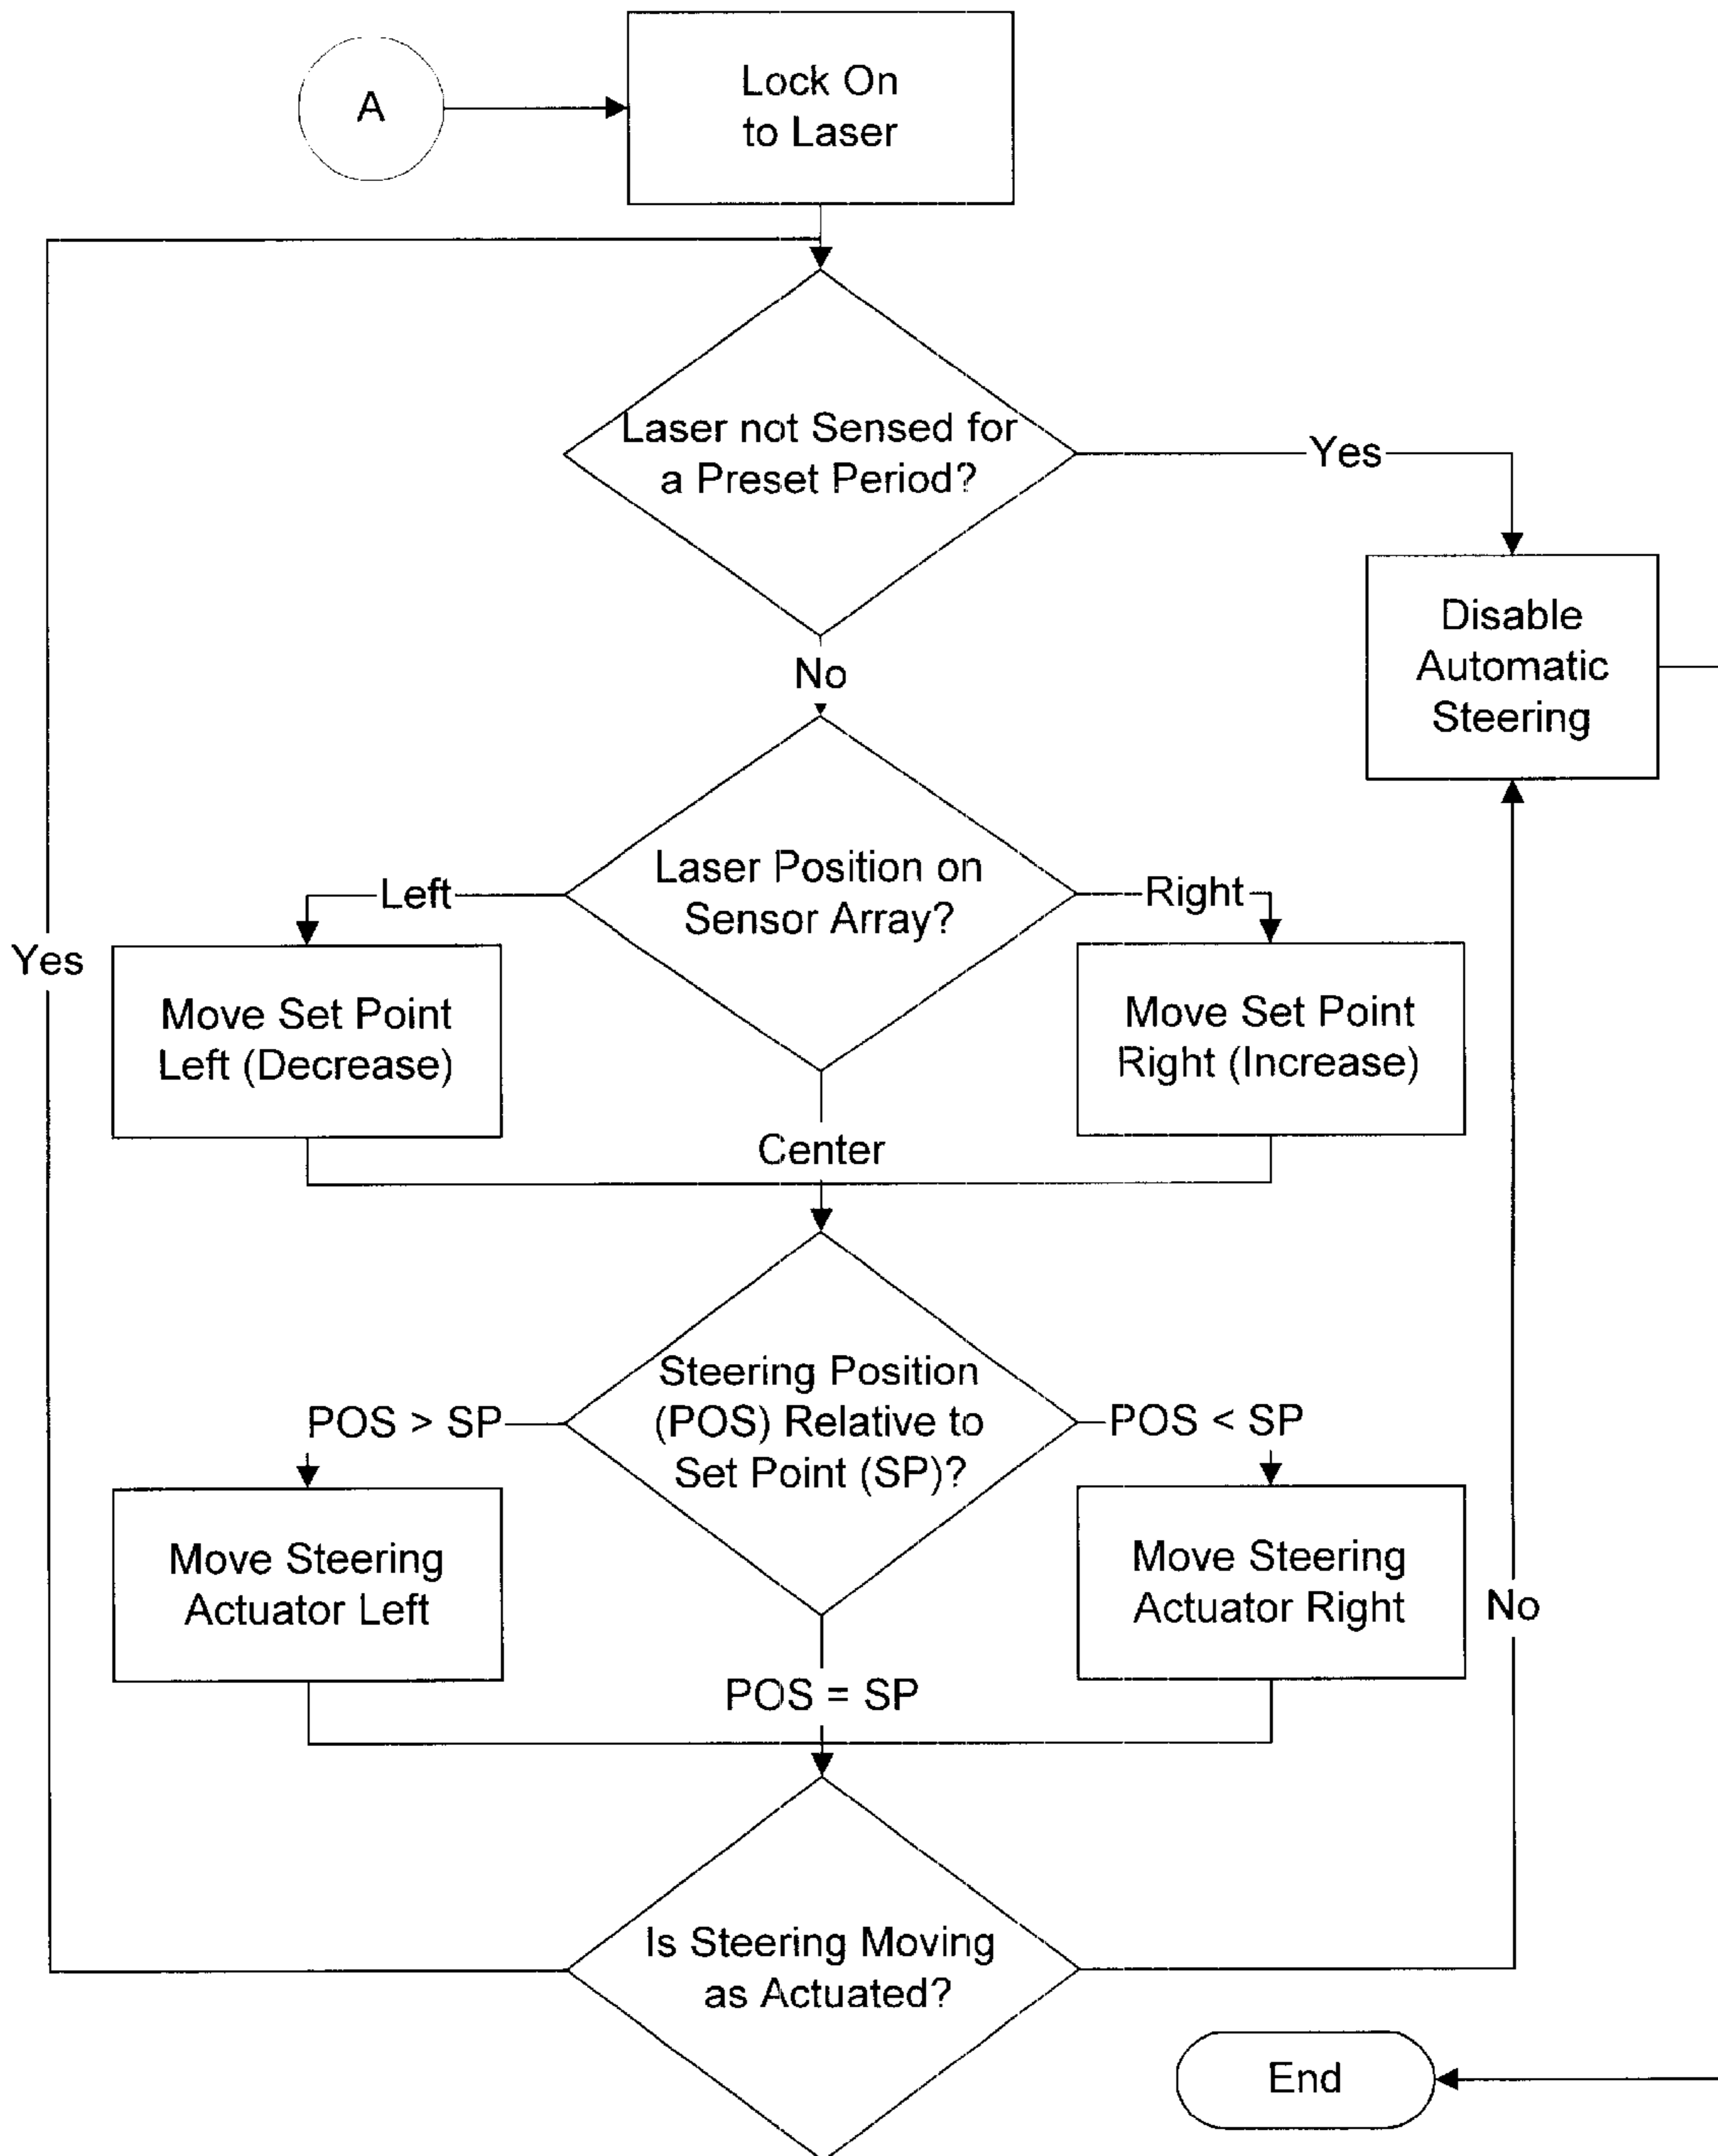 A
Lock On
to Laser
Laser not Sensed for
a Preset Period?
Yes
No
Disable
Automatic
Steering
Laser Position on
Sensor Array?
Left
Right
Yes
Move Set Point
Left (Decrease)
Move Set Point
Right (Increase)
Center
Steering Position
(POS) Relative to
Set Point (SP)?
POS > SP
POS < SP
Move Steering
Actuator Left
Move Steering
Actuator Right
No
POS = SP
Is Steering Moving
as Actuated?
End